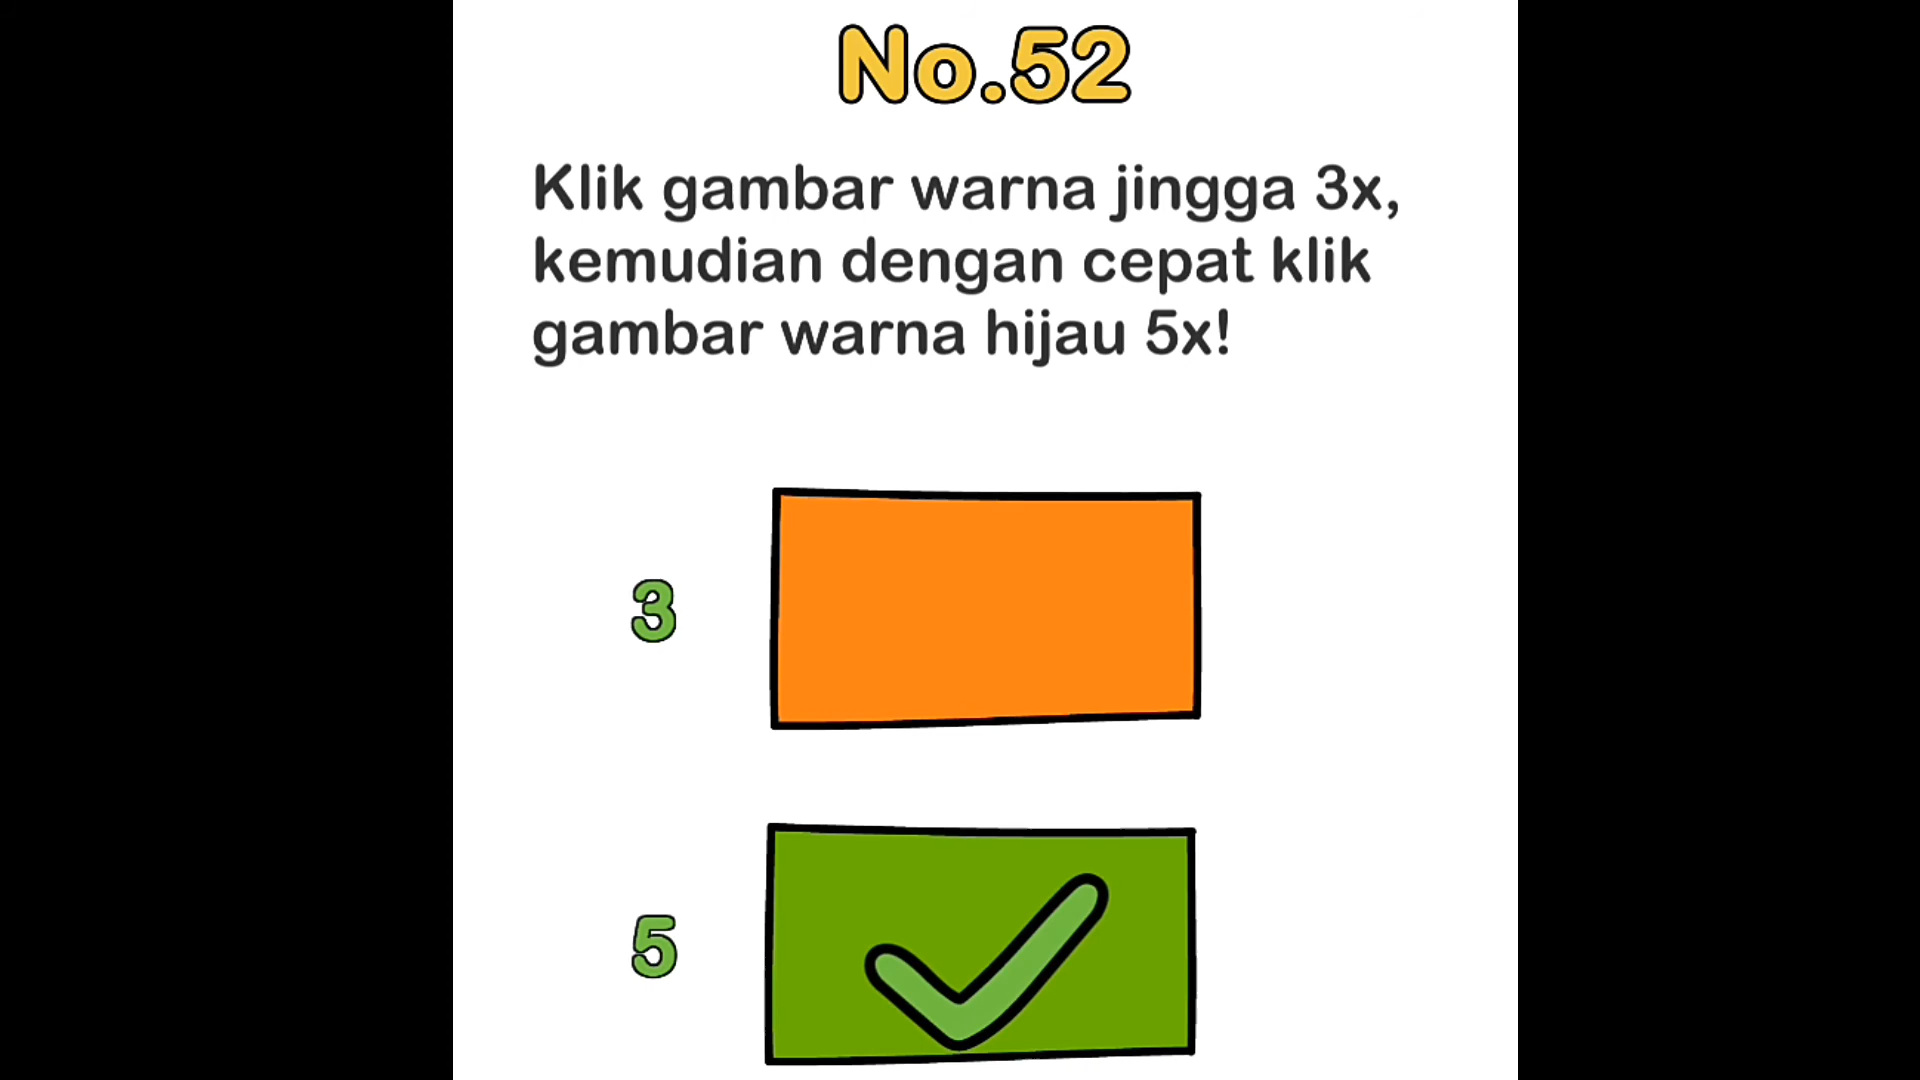 No.52
Klik gambar warna jingga 3x,
kemudian dengan cepat klik
gambar warna hijau 5x!
3
5